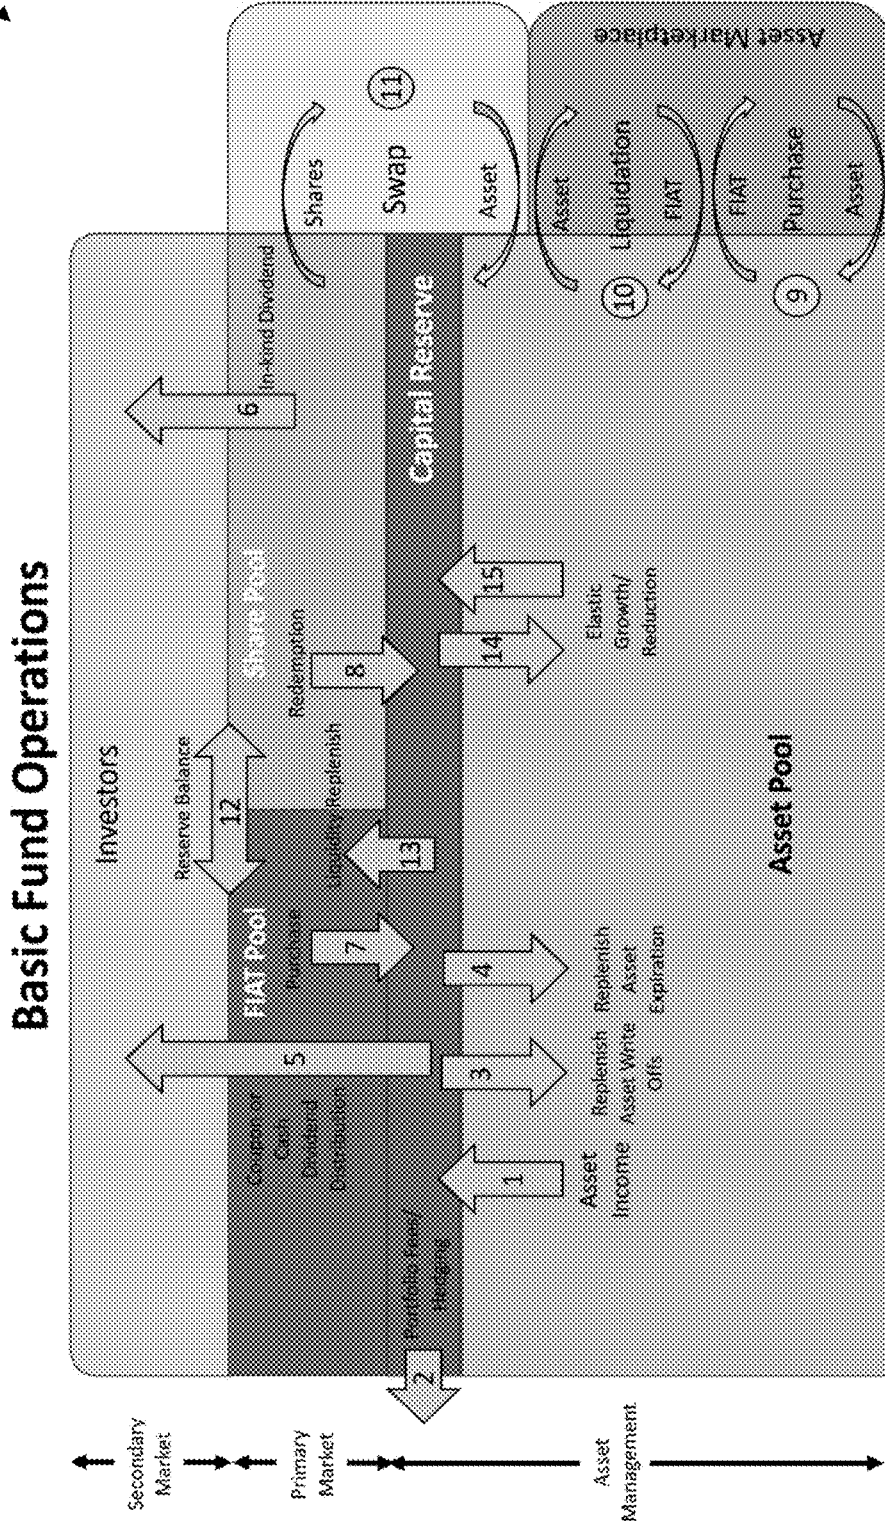 Basic Fund Operations
Secondary
Market
Primary
Market
Asset
Management
Investors
Reserve Balance
12
5
6
In-kind Dividend
FIAT Pool
Share Pool
Coupon or
Cash
Dividend
Distribution
Purchase
7
Liquidity Replenish
13
Redemption
8
Portfolio Fees/
Hedging
2
Capital Reserve
1
Asset
Income
3
Replenish
Asset Write
Offs
4
Replenish
Asset
Expiration
14
15
Elastic
Growth/
Reduction
Asset Pool
Shares
Swap
11
Asset
Asset
Liquidation
10
FIAT
FIAT
Purchase
9
Asset
Asset Marketplace